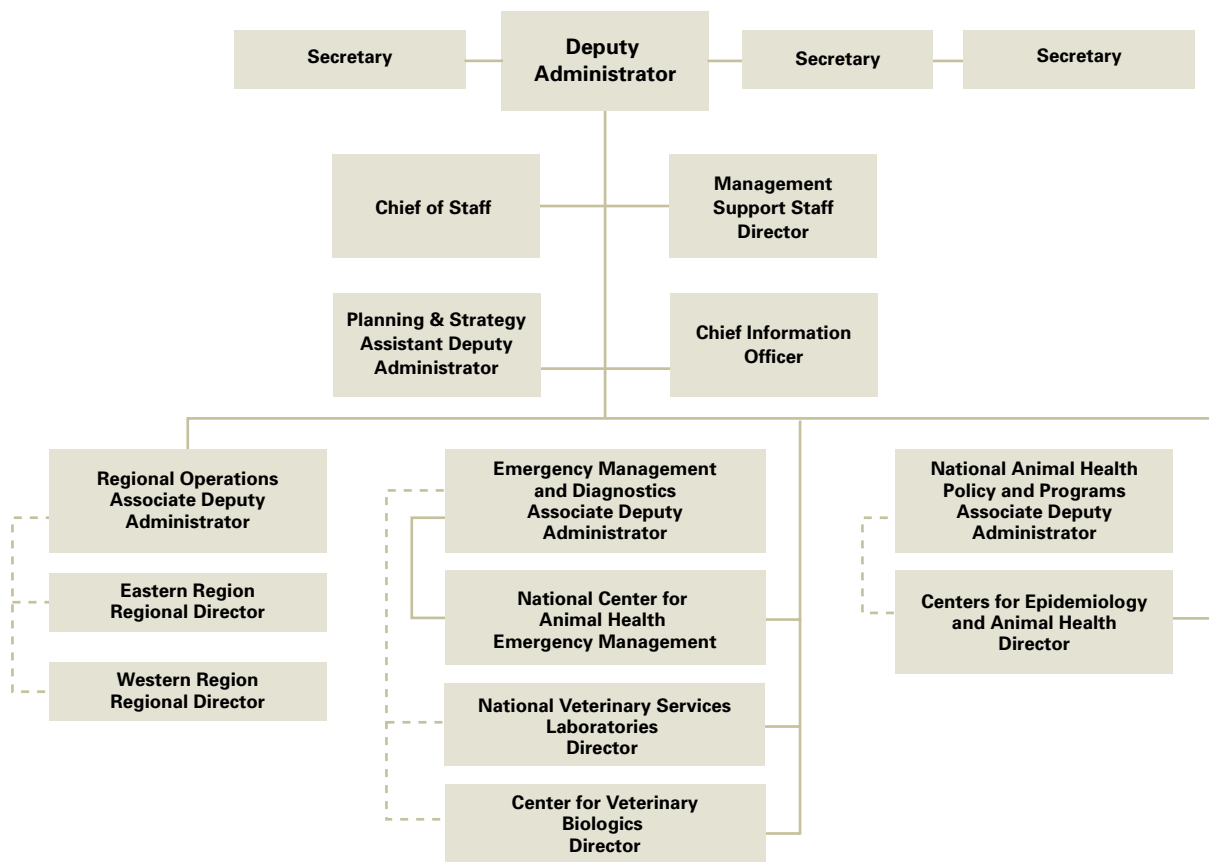 Secretary
Deputy
Administrator
Secretary
Secretary
Chief of Staff
Management
Support Staff
Director
Planning & Strategy
Assistant Deputy
Administrator
Chief Information
Officer
Regional Operations
Associate Deputy
Administrator
Eastern Region
Regional Director
Western Region
Regional Director
Emergency Management
and Diagnostics
Associate Deputy
Administrator
National Center for
Animal Health
Emergency Management
National Veterinary Services
Laboratories
Director
Center for Veterinary
Biologics
Director
National Animal Health
Policy and Programs
Associate Deputy
Administrator
Centers for Epidemiology
and Animal Health
Director